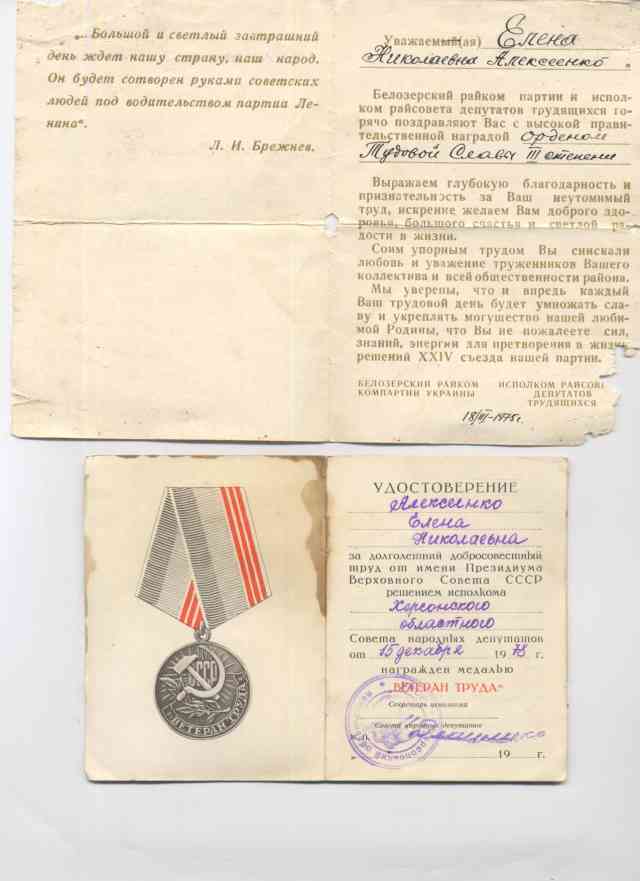 „..Большой и светлый завтрашний
день ждет нашу страну, наш народ.
Он будет сотворен руками советских
людей под водительством партии Ле-
нина“.
Л. И. Брежнев.
Уважаемый(ая) Елена
Николаевна Алексеенко
Белозерский райком партии и испол-
ком райсовета депутатов трудящихся го-
рячо поздравляют Вас с высокой прави-
тельственной наградой орденом
Тудовой Славы III степени
Выражаем глубокую благодарность и
признательность за Ваш неутомимый
труд, искренне желаем Вам доброго здо-
ровья, большого счастья и светлой ра-
дости в жизни.
Соим упорным трудом Вы снискали
любовь и уважение труженников Вашего
коллектива и всей общественности района.
Мы уверены, что и впредь каждый
Ваш трудовой день будет умножать сла-
ву и укреплять могущество нашей люби-
мой Родины, что Вы не пожалеете сил,
знаний, энергии для претворения в жизнь
решений XXIV съезда нашей партии.
БЕЛОЗЕРСКИЙ РАЙКОМ ИСПОЛКОМ РАЙСОВЕ
КОМПАРТИИ УКРАИНЫ ДЕПУТАТОВ
ТРУДЯЩИХСЯ
1975г.
УДОСТОВЕРЕНИЕ
Алексеенко
Елена
Николаевна
за долголетний добросовестный
труд от имени Президиума
Верховного Совета СССР
решением исполкома
Херсонского
областного
Совета народных депутатов
от 15 декабря 1978 г.
награжден медалью
"ВЕТЕРАН ТРУДА"
Секретарь исполкома
Совета народных депутатов
19 г.
СССР
ВЕТЕРАН ТРУДА